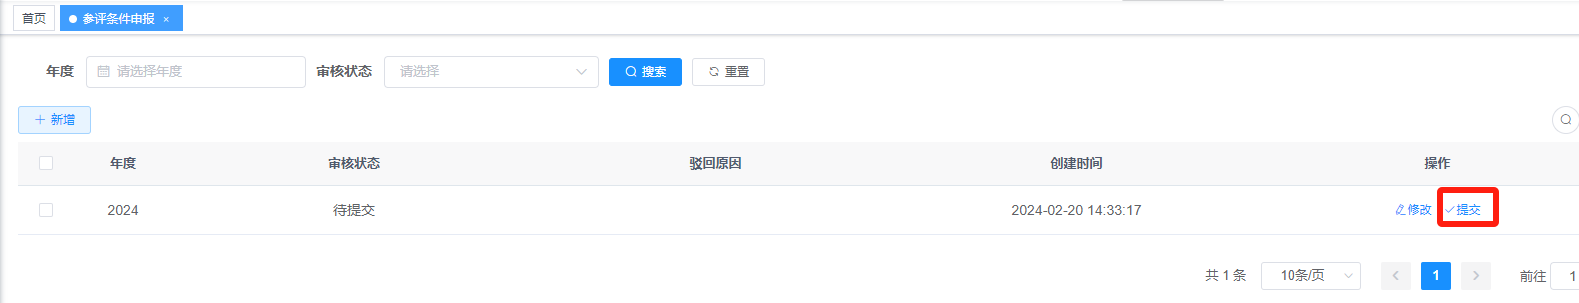 首页 参评条件申报 ×
年度 请选择年度 审核状态 请选择 搜索 重置
新增
年度 审核状态 驳回原因 创建时间 操作
2024 待提交 2024-02-20 14:33:17 修改 提交
共 1 条 10条/页 1 前往 1